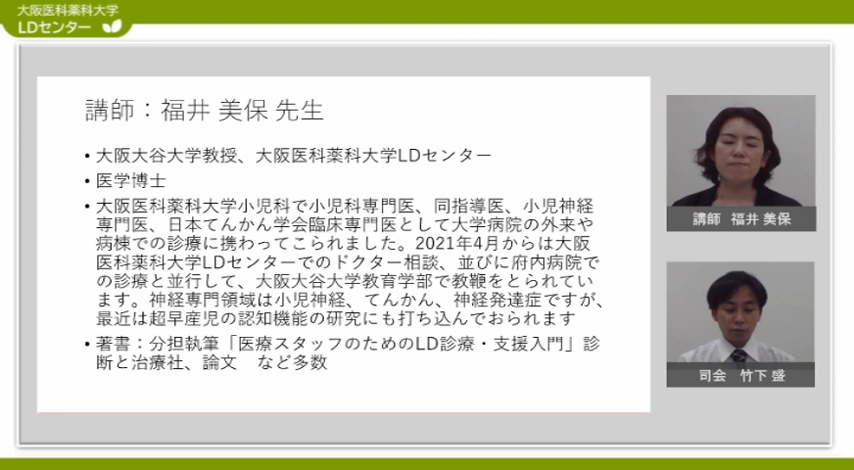 大阪医科薬科大学
LDセンター
講師：福井 美保 先生
• 大阪大谷大学教授、大阪医科薬科大学LDセンター
• 医学博士
• 大阪医科薬科大学小児科で小児科専門医、同指導医、小児神経
専門医、日本てんかん学会臨床専門医として大学病院の外来や
病棟での診療に携わってこられました。2021年4月からは大阪
医科薬科大学LDセンターでのドクター相談、並びに府内病院で
の診療と並行して、大阪大谷大学教育学部で教鞭をとられてい
ます。神経専門領域は小児神経、てんかん、神経発達症ですが、
最近は超早産児の認知機能の研究にも打ち込んでおられます
• 著書：分担執筆「医療スタッフのためのLD診療・支援入門」診
断と治療社、論文　など多数
講師　福井 美保
司会　竹下 盛